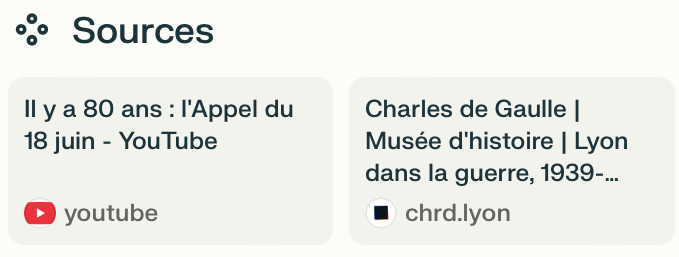 Sources
Il y a 80 ans : l'Appel du
18 juin - YouTube
youtube
Charles de Gaulle |
Musée d'histoire | Lyon
dans la guerre, 1939-...
chrd.lyon